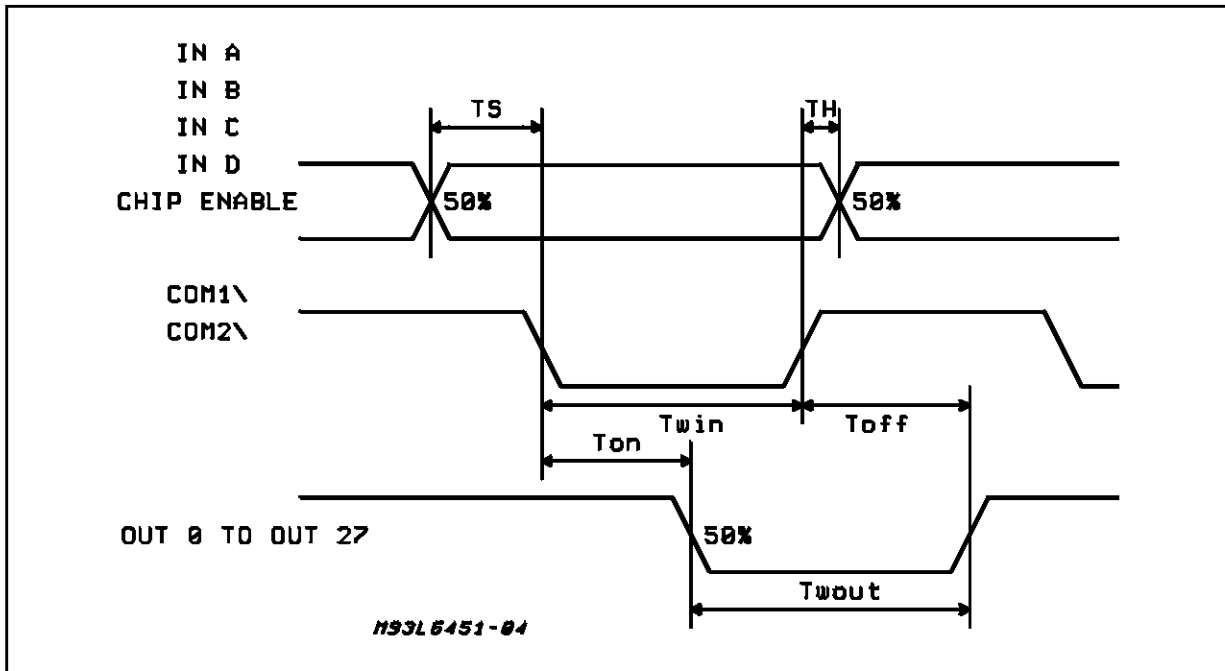 IN A
IN B
IN C
IN D
CHIP ENABLE
TS
TH
50%
50%
COM1\
COM2\
Twin
Toff
Ton
OUT 0 TO OUT 27
50%
Twout
M93L6451-04